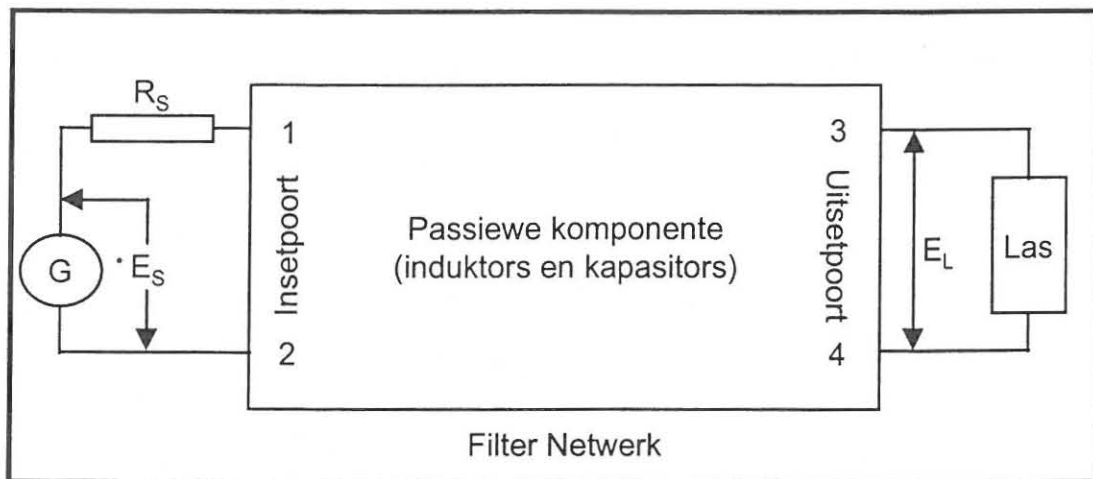 R_S
1
3
Insetpoort
Uitsetpoort
Passiewe komponente
(induktors en kapasitors)
G
E_S
E_L
Las
2
4
Filter Netwerk